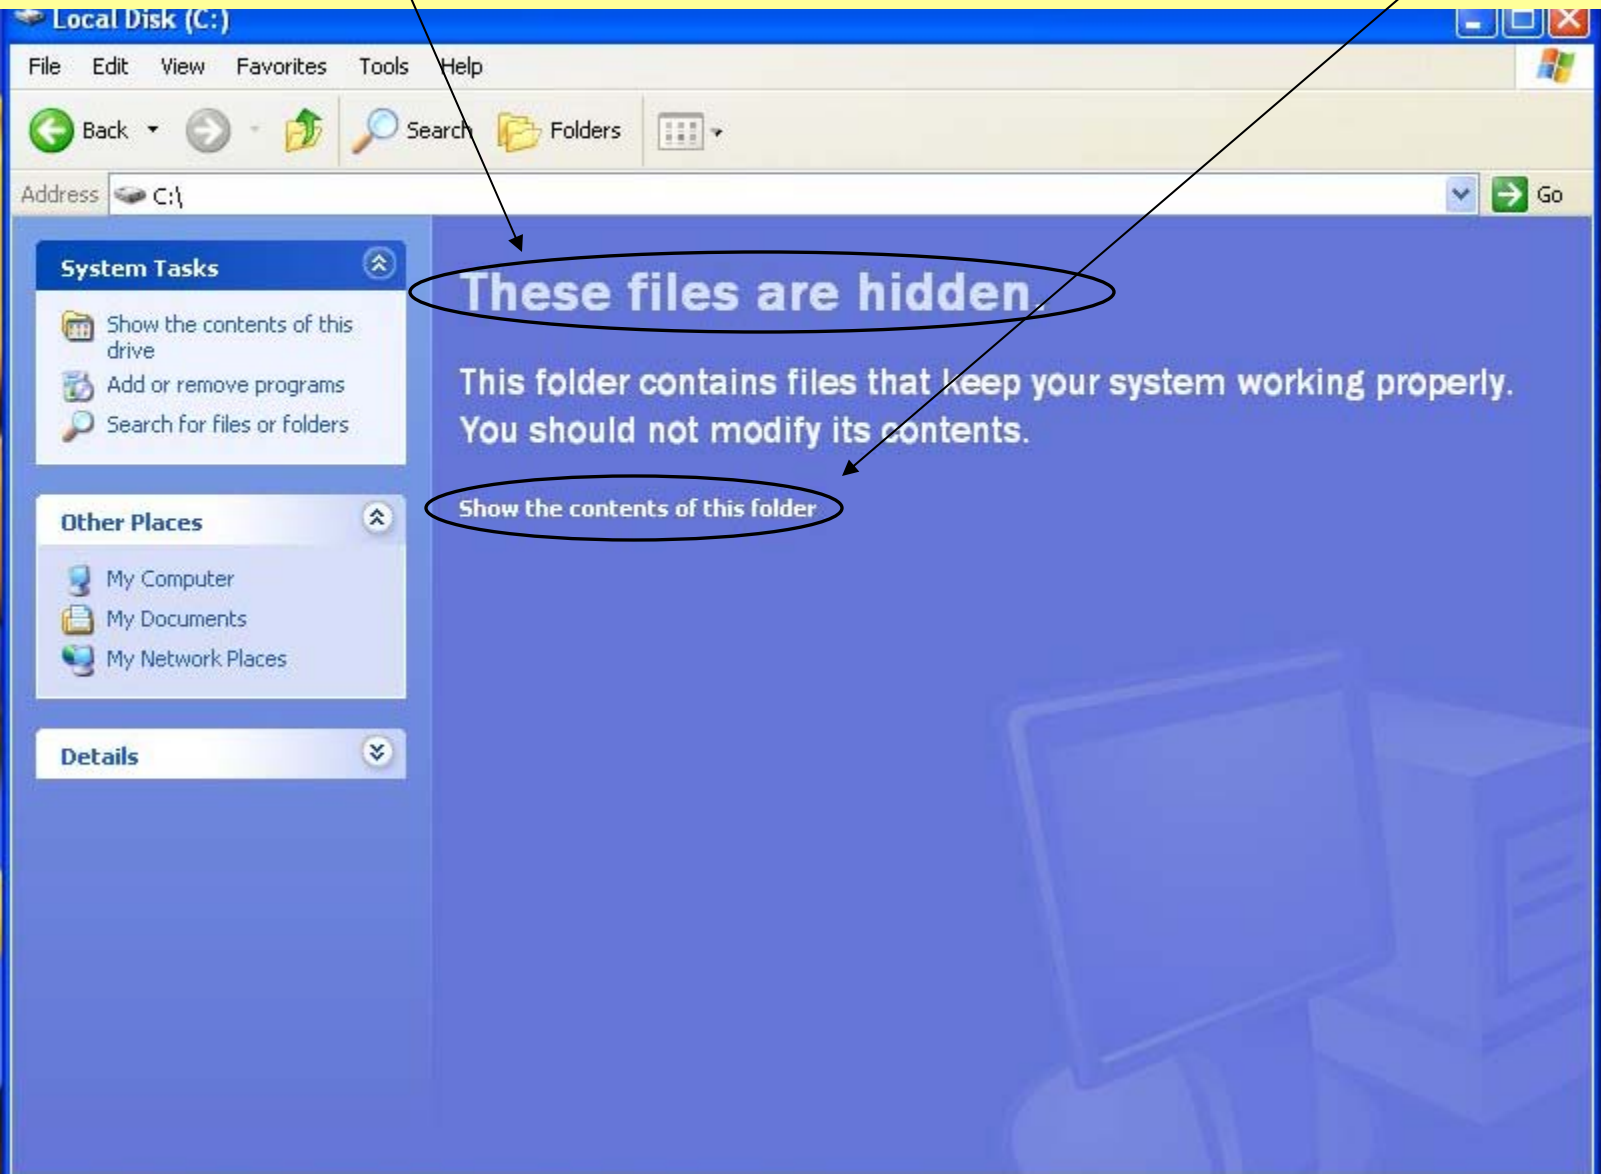 Local Disk (C:)
File Edit View Favorites Tools Help
Back Search Folders
Address C:\ Go
System Tasks
Show the contents of this
drive
Add or remove programs
Search for files or folders
Other Places
My Computer
My Documents
My Network Places
Details
These files are hidden.
This folder contains files that keep your system working properly.
You should not modify its contents.
Show the contents of this folder